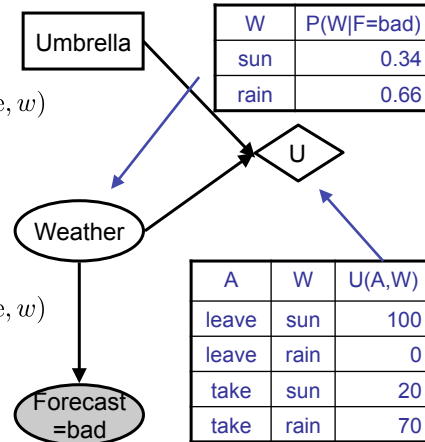 Umbrella
W P(W|F=bad)
sun 0.34
rain 0.66
e, w)
U
Weather
A W U(A,W)
leave sun 100
leave rain 0
take sun 20
take rain 70
e, w)
Forecast
=bad